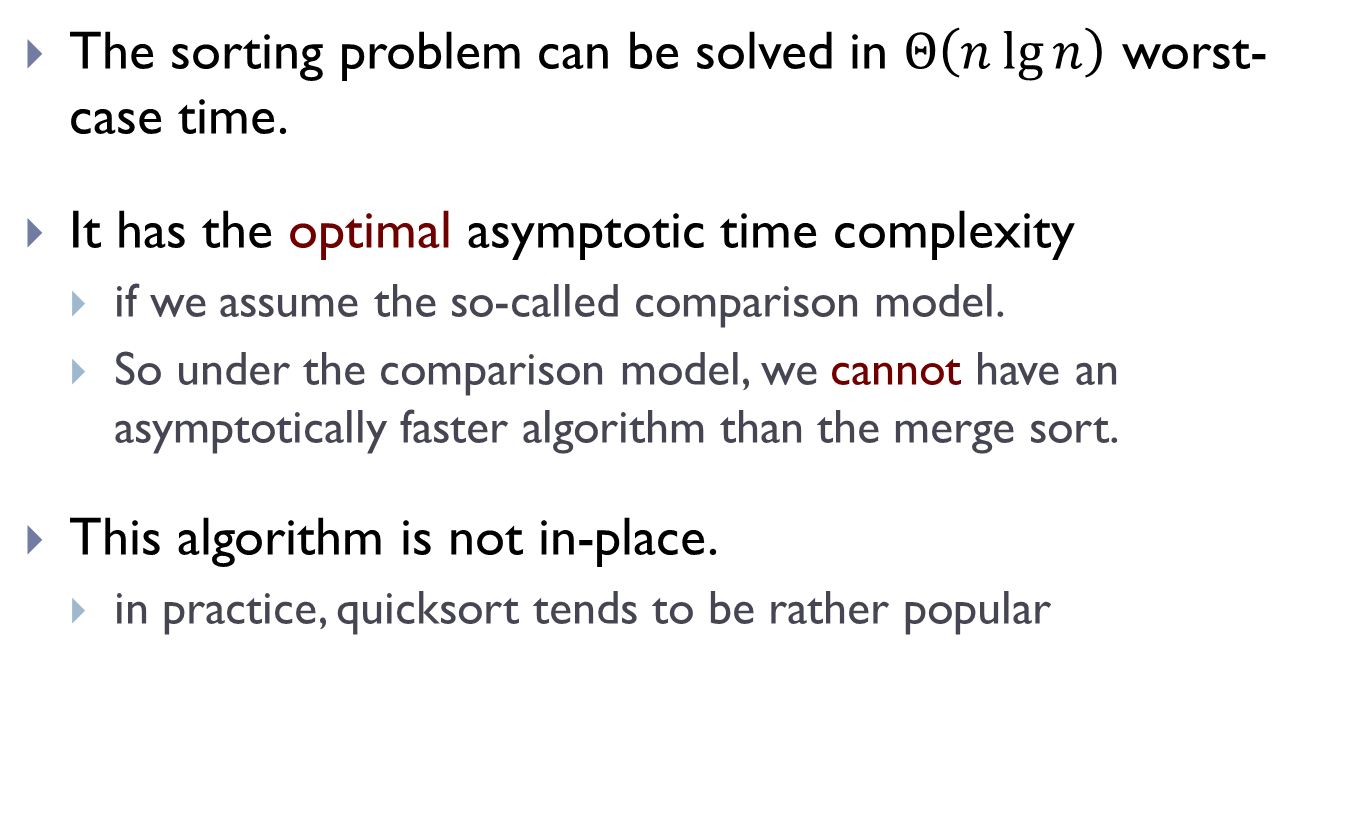 The sorting problem can be solved in Θ(n lg n) worst-
case time.
It has the optimal asymptotic time complexity
if we assume the so-called comparison model.
So under the comparison model, we cannot have an
asymptotically faster algorithm than the merge sort.
This algorithm is not in-place.
in practice, quicksort tends to be rather popular